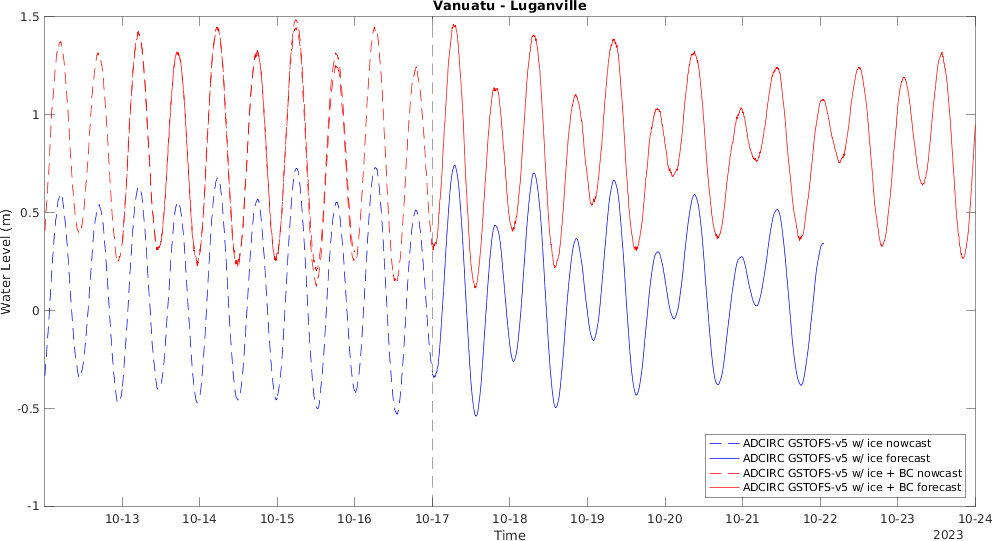 Vanuatu - Luganville
1.5
1
0.5
0
-0.5
-1
Water Level (m)
10-13 10-14 10-15 10-16 10-17 10-18 10-19 10-20 10-21 10-22 10-23 10-24
Time
2023
ADCIRC GSTOFS-v5 w/ ice nowcast
ADCIRC GSTOFS-v5 w/ ice forecast
ADCIRC GSTOFS-v5 w/ ice + BC nowcast
ADCIRC GSTOFS-v5 w/ ice + BC forecast